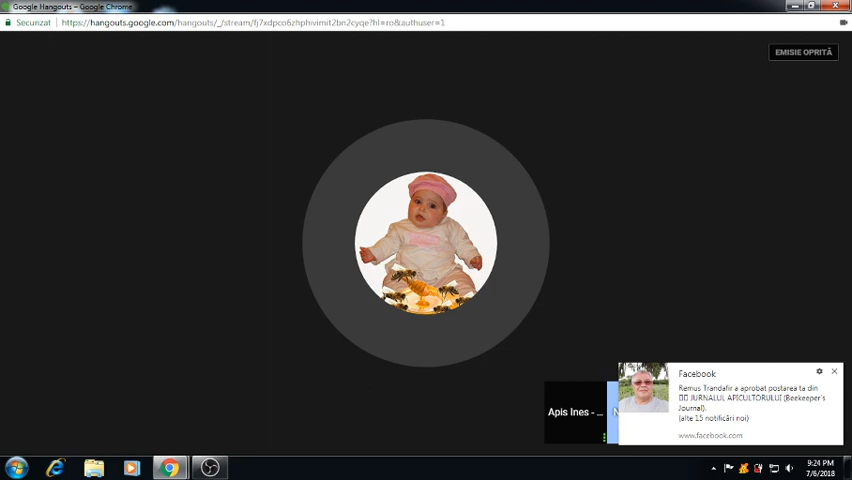 Google Hangouts – Google Chrome
Securizat
https://hangouts.google.com/hangouts/_/stream/fj7xdpco6zhphivimit2bn2cyqe?hl=ro&authuser=1
EMISIE OPRITĂ
Apis Ines - ...
Facebook
Remus Trandafir a aprobat postarea ta din
JURNALUL APICULTORULUI (Beekeeper's
Journal).
(alte 15 notificări noi)
www.facebook.com
9:24 PM
7/6/2018